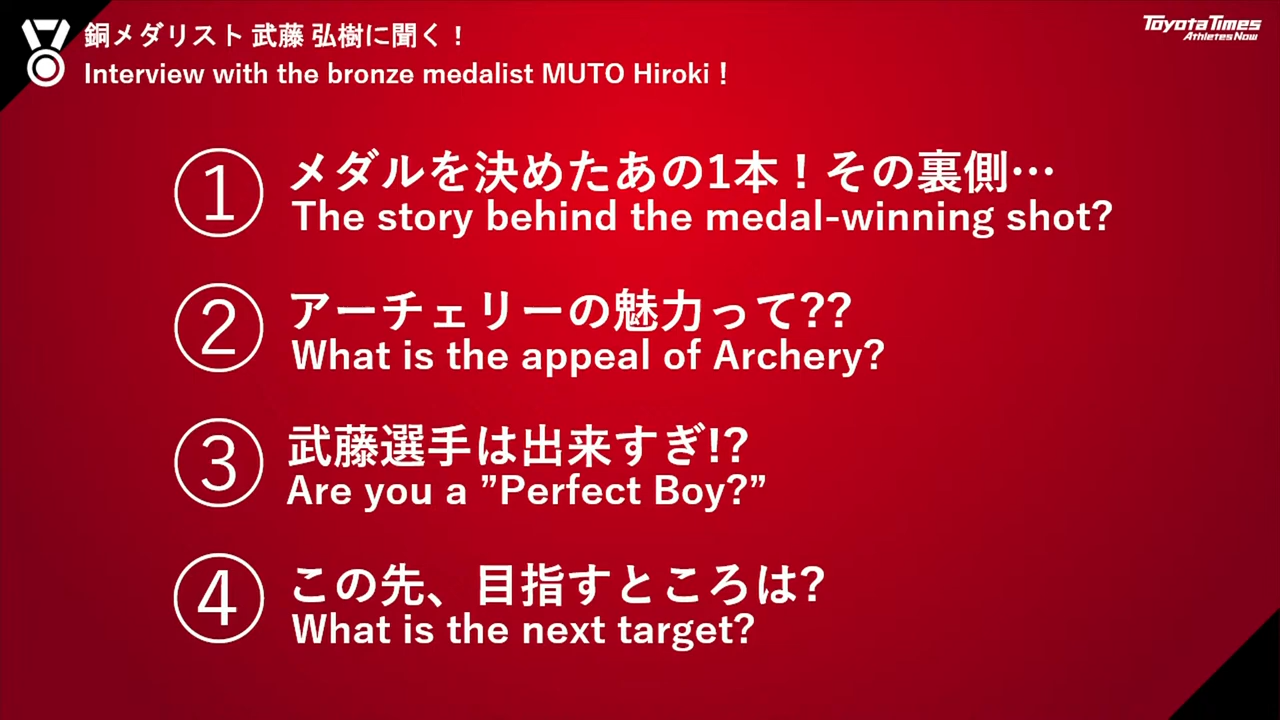 銅メダリスト 武藤 弘樹に聞く！
Interview with the bronze medalist MUTO Hiroki！
ToyotaTimes
Athletes Now
① メダルを決めたあの1本！その裏側…
The story behind the medal-winning shot?
② アーチェリーの魅力って??
What is the appeal of Archery?
③ 武藤選手は出来すぎ!?
Are you a ”Perfect Boy?”
④ この先、目指すところは?
What is the next target?